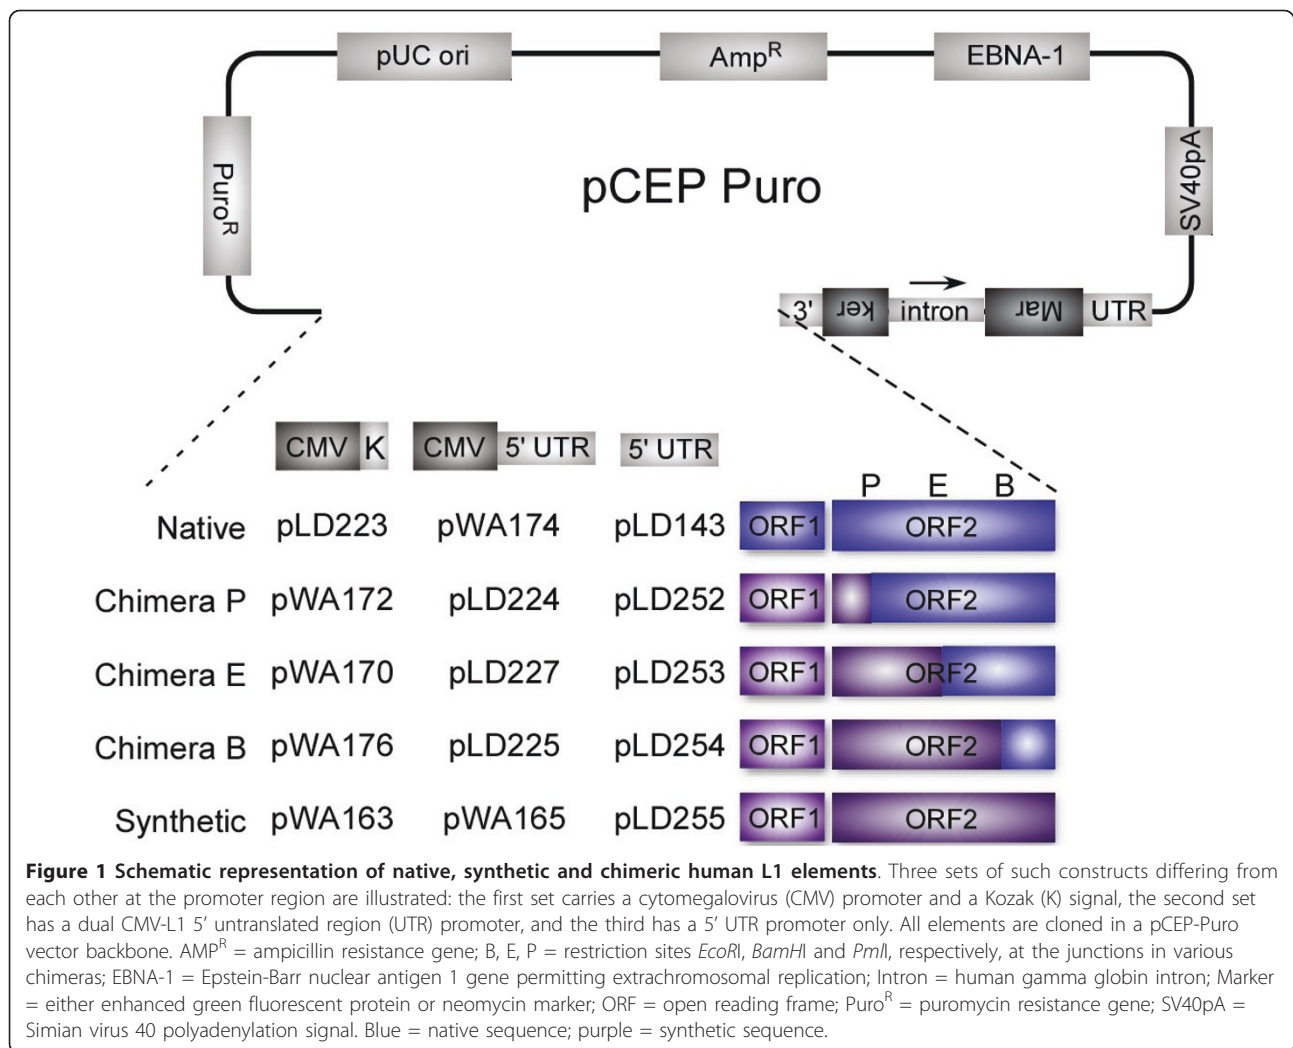 pUC ori
Amp^R
EBNA-1
Puro^R
pCEP Puro
SV40pA
3' ker intron Mar UTR
CMV K CMV 5' UTR 5' UTR
P E B
Native pLD223 pWA174 pLD143 ORF1 ORF2
Chimera P pWA172 pLD224 pLD252 ORF1 ORF2
Chimera E pWA170 pLD227 pLD253 ORF1 ORF2
Chimera B pWA176 pLD225 pLD254 ORF1 ORF2
Synthetic pWA163 pWA165 pLD255 ORF1 ORF2
Figure 1 Schematic representation of native, synthetic and chimeric human L1 elements. Three sets of such constructs differing from
each other at the promoter region are illustrated: the first set carries a cytomegalovirus (CMV) promoter and a Kozak (K) signal, the second set
has a dual CMV-L1 5’ untranslated region (UTR) promoter, and the third has a 5’ UTR promoter only. All elements are cloned in a pCEP-Puro
vector backbone. AMP^R = ampicillin resistance gene; B, E, P = restriction sites EcoRI, BamHI and PmlI, respectively, at the junctions in various
chimeras; EBNA-1 = Epstein-Barr nuclear antigen 1 gene permitting extrachromosomal replication; Intron = human gamma globin intron; Marker
= either enhanced green fluorescent protein or neomycin marker; ORF = open reading frame; Puro^R = puromycin resistance gene; SV40pA =
Simian virus 40 polyadenylation signal. Blue = native sequence; purple = synthetic sequence.